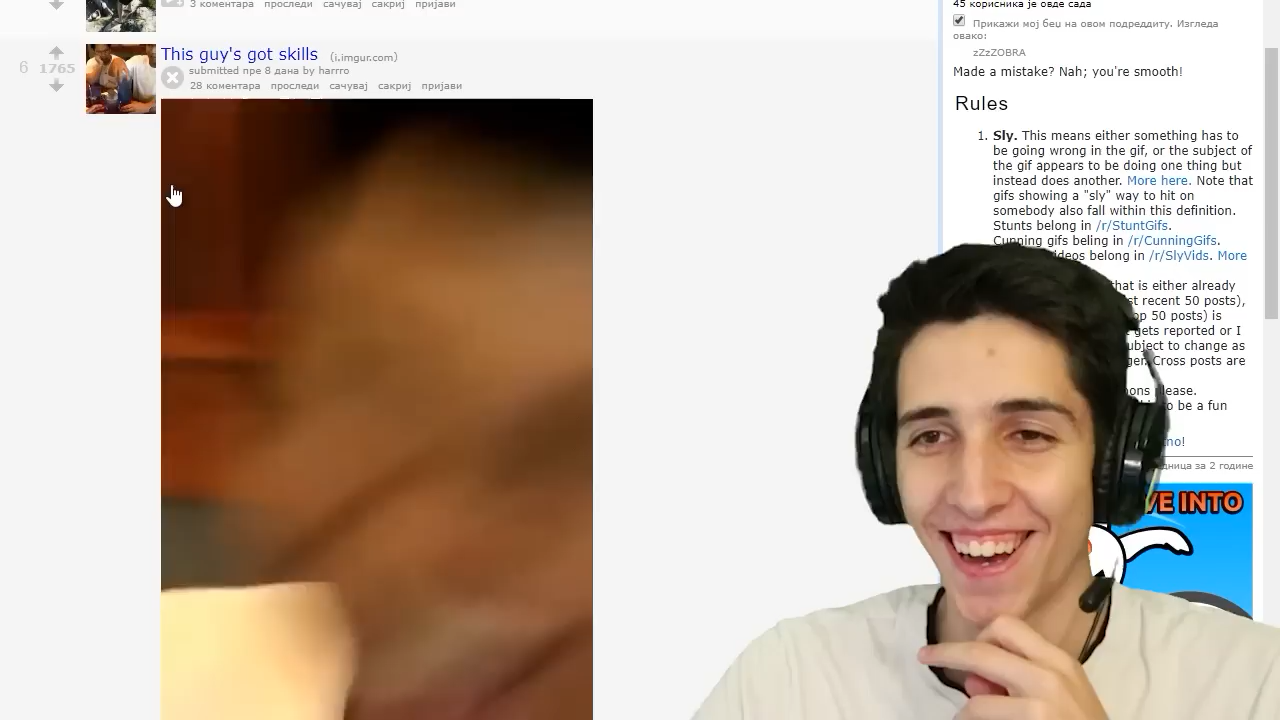 3 коментара проследи сачувај сакриј пријави
45 корисника је овде сада
Прикажи мој беџ на овом подреддиту. Изгледа
овако:
zZzZOBRA
Made a mistake? Nah; you're smooth!
Rules
1. Sly. This means either something has to
be going wrong in the gif, or the subject of
the gif appears to be doing one thing but
instead does another. More here. Note that
gifs showing a "sly" way to hit on
somebody also fall within this definition.
Stunts belong in /r/StuntGifs.
Cunning gifs beling in /r/CunningGifs.
deos belong in /r/SlyVids. More
that is either already
st recent 50 posts),
op 50 posts) is
gets reported or I
ubject to change as
ger. Cross posts are
ons please.
to be a fun
no!
дница за 2 године
VE INTO
6 1765
This guy's got skills (i.imgur.com)
submitted пре 8 дана by harrro
28 коментара проследи сачувај сакриј пријави